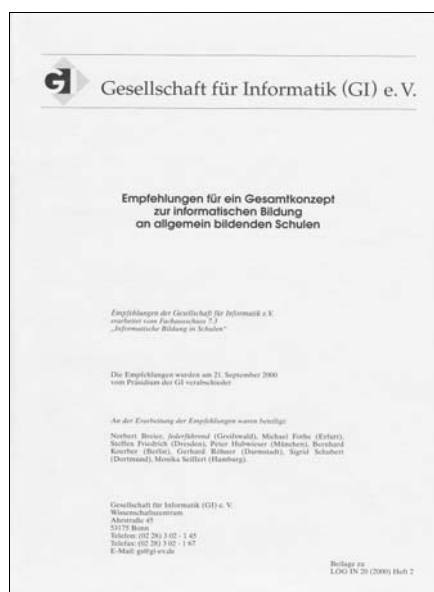 GI
Gesellschaft für Informatik (GI) e. V.
Empfehlungen für ein Gesamtkonzept
zur informatischen Bildung
an allgemein bildenden Schulen
Empfehlungen der Gesellschaft für Informatik e.V.
erarbeitet vom Fachausschuss 7.3
„Informatische Bildung in Schulen“
Die Empfehlungen wurden am 21. September 2000
vom Präsidium der GI verabschiedet
An der Erarbeitung der Empfehlungen waren beteiligt:
Norbert Breier, federführend (Greifswald), Michael Fothe (Erfurt),
Steffen Friedrich (Dresden), Peter Hubwieser (München), Bernhard
Koerber (Berlin), Gerhard Röhner (Darmstadt), Sigrid Schubert
(Dortmund), Monika Seiffert (Hamburg).
Gesellschaft für Informatik (GI) e. V.
Wissenschaftszentrum
Ahrstraße 45
53175 Bonn
Telefon: (02 28) 3 02 - 1 45
Telefax: (02 28) 3 02 - 1 67
E-Mail: gs@gi-ev.de
Beilage zu
LOG IN 20 (2000) Heft 2